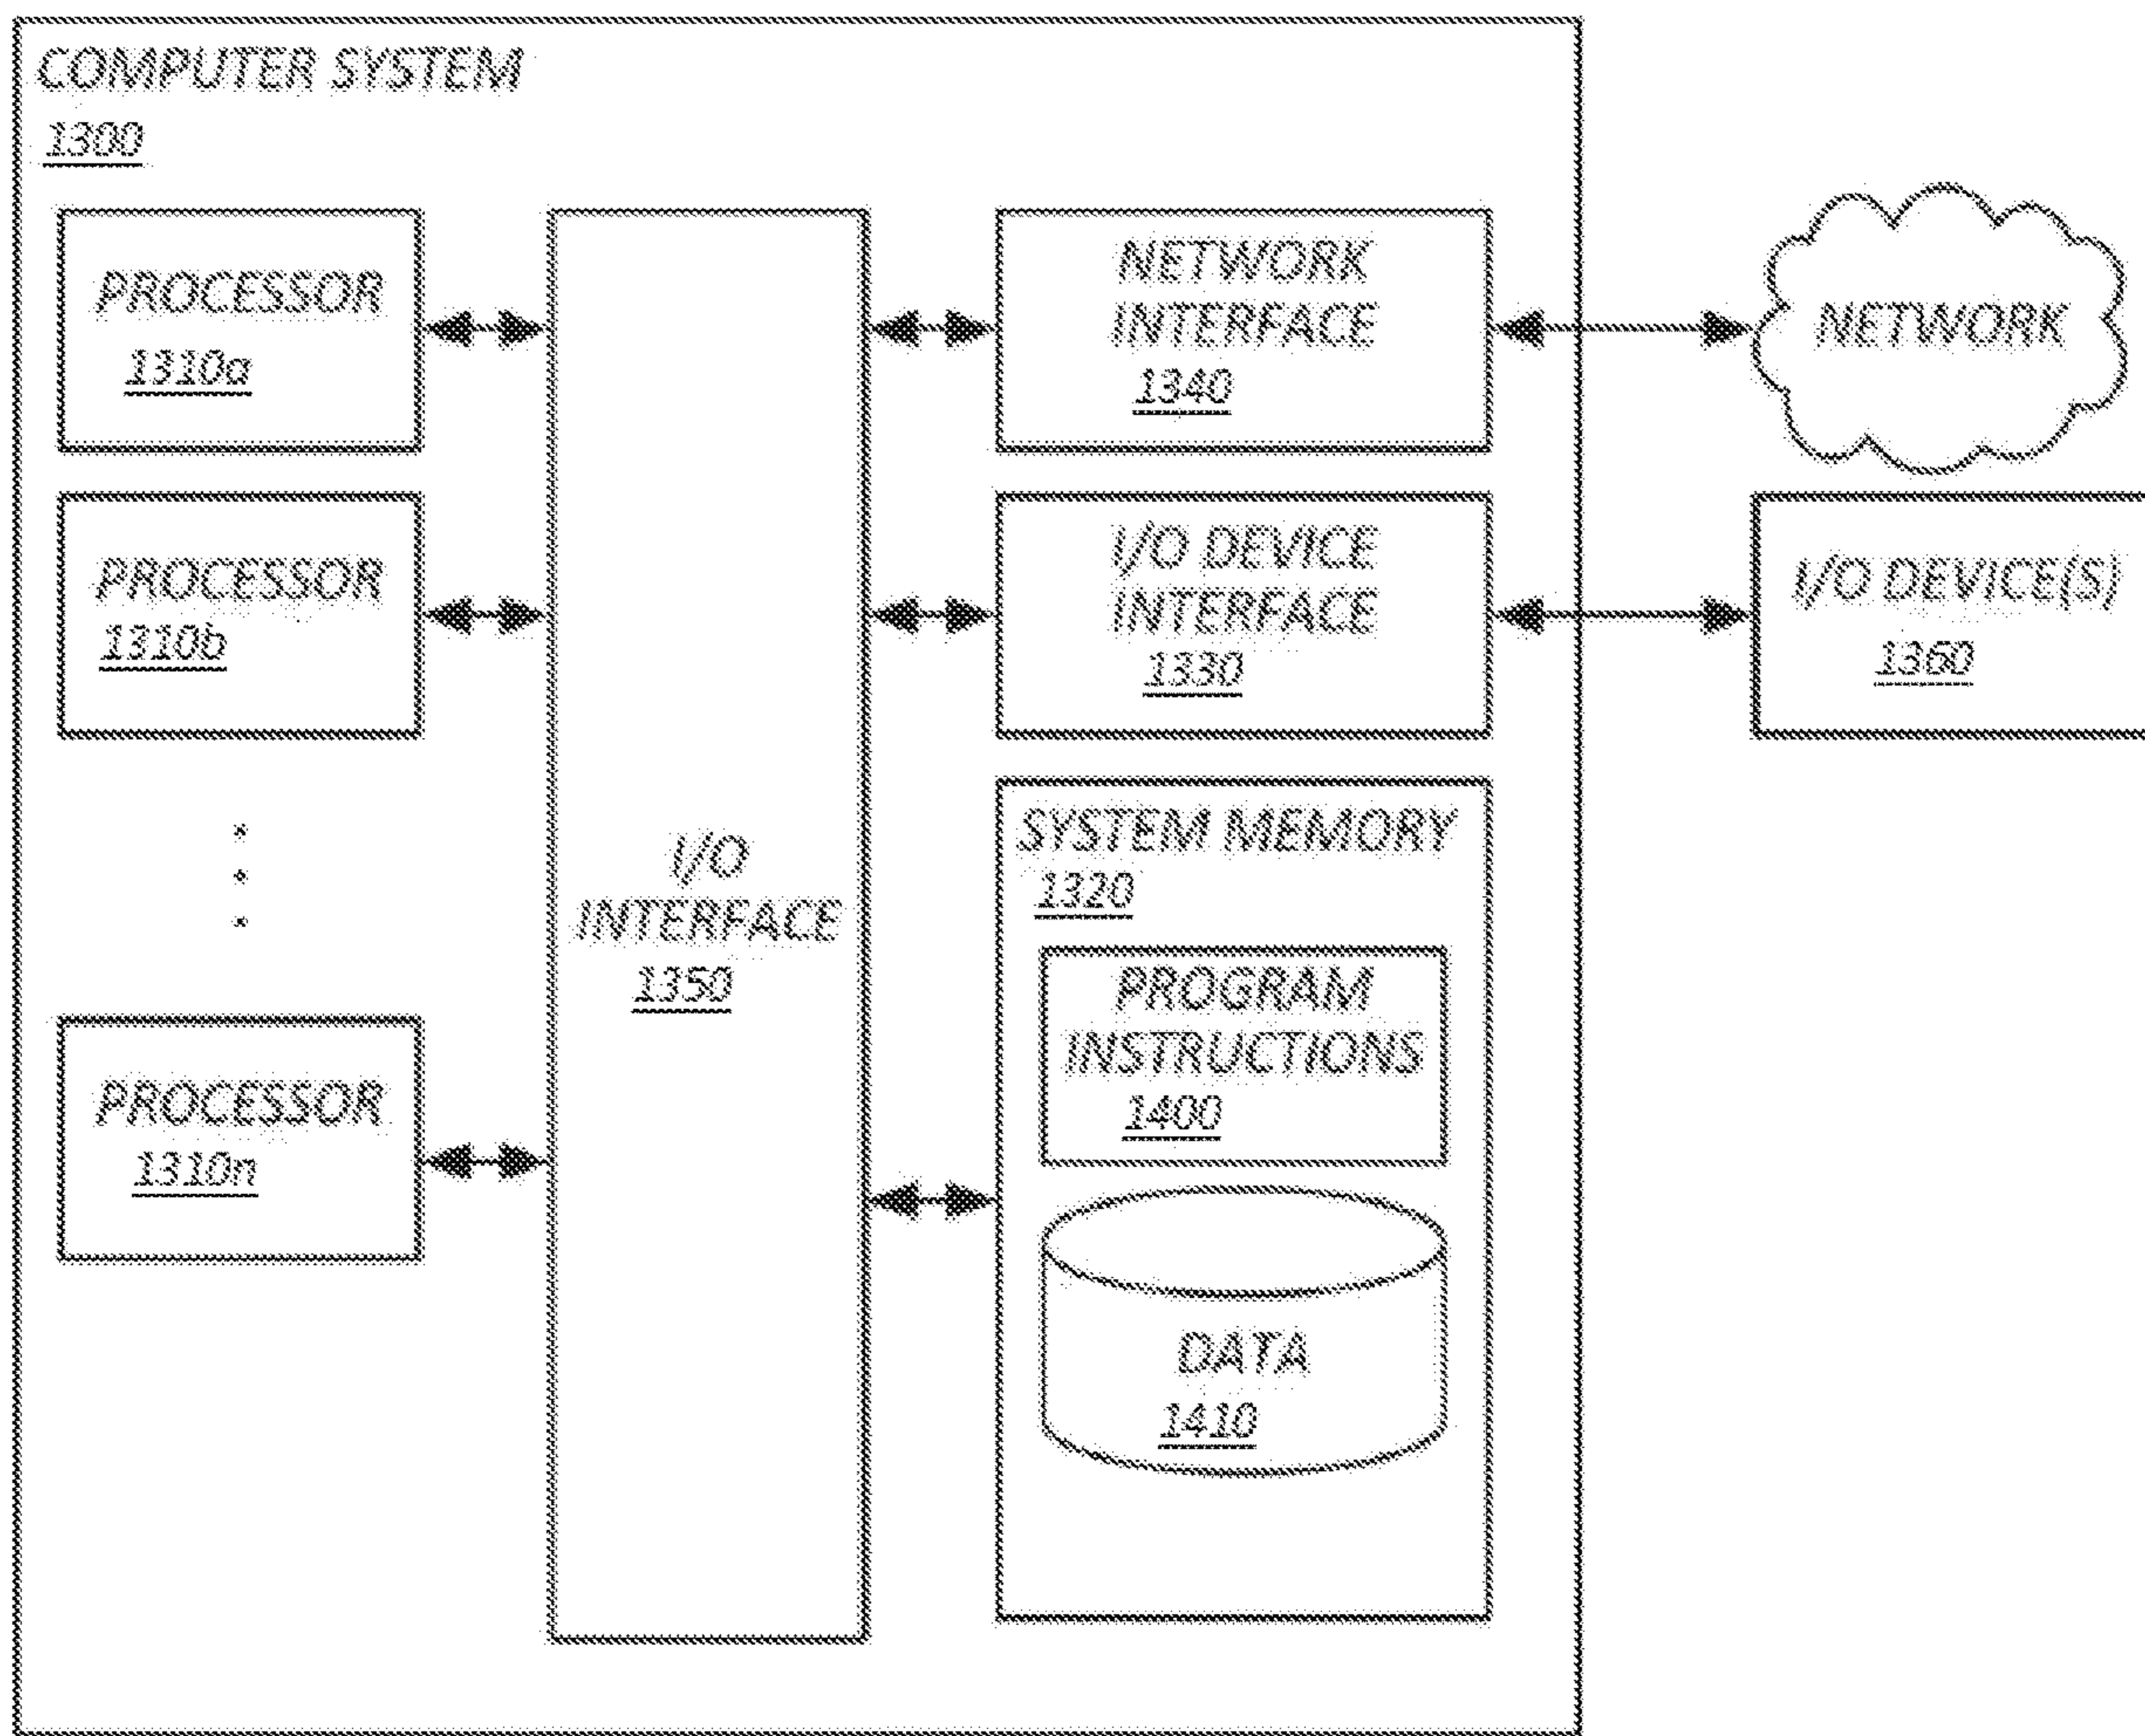 COMPUTER SYSTEM
1300
PROCESSOR
1310a
PROCESSOR
1310b
PROCESSOR
1310n
I/O
INTERFACE
1350
NETWORK
INTERFACE
1340
I/O DEVICE
INTERFACE
1330
SYSTEM MEMORY
1320
PROGRAM
INSTRUCTIONS
1400
DATA
1410
NETWORK
I/O DEVICE(S)
1360